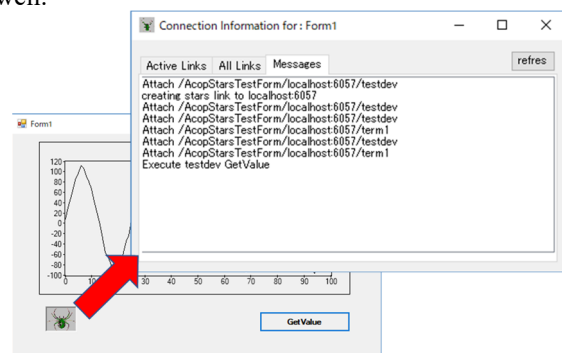 well.
Connection Information for : Form1
Active Links All Links Messages refres
Attach /AcopStarsTestForm/localhost:6057/testdev
creating stars link to localhost:6057
Attach /AcopStarsTestForm/localhost:6057/testdev
Attach /AcopStarsTestForm/localhost:6057/testdev
Attach /AcopStarsTestForm/localhost:6057/term1
Attach /AcopStarsTestForm/localhost:6057/testdev
Attach /AcopStarsTestForm/localhost:6057/term1
Execute testdev GetValue
Form1
120
100
80
60
40
20
0
-20
-40
-60
-80
-100
0 10 30 40 50 60 70 80 90 100
GetValue